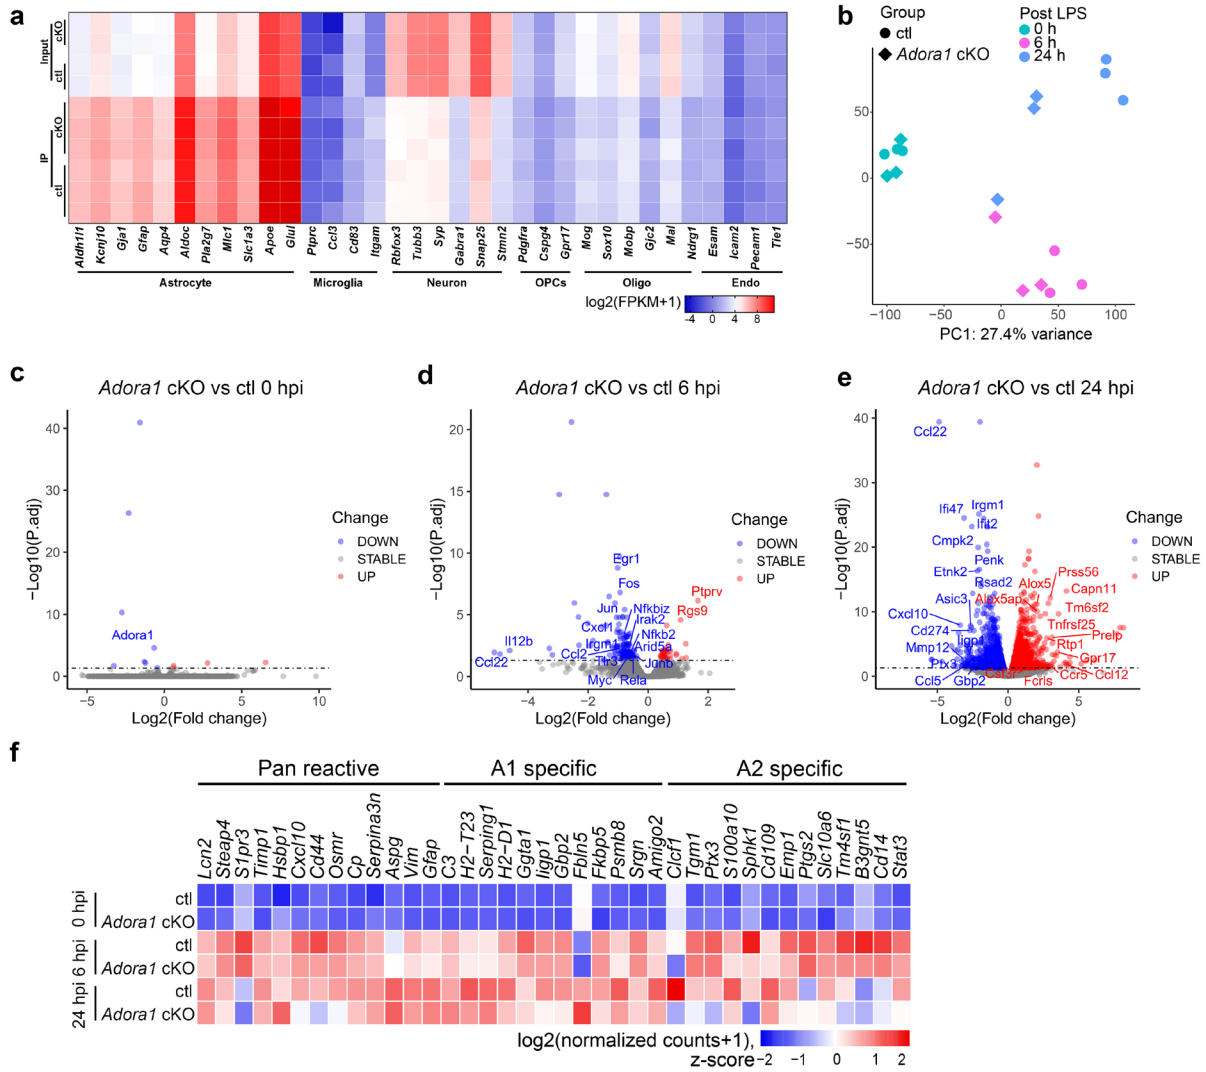 a
Input
cKO
ctl
IP
cKO
ctl
Aldh1l1
Kcnj10
Gja1
Gfap
Aqp4
Aldoc
Pla2g7
Mlc1
Slc1a3
Apoe
Glul
Ptprc
Ccl3
Cd83
Itgam
Rbfox3
Tubb3
Syp
Gabra1
Snap25
Stmn2
Pdgfra
Cspg4
Gpr17
Mog
Sox10
Mobp
Gjc2
Mal
Ndrg1
Esam
Icam2
Pecam1
Tie1
Astrocyte
Microglia
Neuron
OPCs
Oligo
Endo
log2(FPKM+1)
−4 0 4 8
b
Group
ctl
Adora1 cKO
Post LPS
0 h
6 h
24 h
50
0
−50
−100 −50 0 50 100
PC1: 27.4% variance
c
Adora1 cKO vs ctl 0 hpi
−Log10(P.adj)
40
30
20
10
0
Adora1
−5 0 5 10
Log2(Fold change)
Change
DOWN
STABLE
UP
d
Adora1 cKO vs ctl 6 hpi
−Log10(P.adj)
20
15
10
5
0
Egr1
Fos
Ptprv
Jun
Nfkbiz
Rgs9
Cxcl1
Irak2
Il12b
Irgm1
Nfkb2
Arid5a
Ccl22
Ccl2
Tlr3
Junb
Myc
Rela
−4 −2 0 2
Log2(Fold change)
Change
DOWN
STABLE
UP
e
Adora1 cKO vs ctl 24 hpi
−Log10(P.adj)
40
30
20
10
0
Ccl22
Ifi47
Irgm1
Ifit2
Cmpk2
Penk
Etnk2
Rsad2
Alox5
Prss56
Capn11
Asic3
Alox5ap
Cxcl10
Tm6sf2
Cd274
Tnfrsf25
Iigp1
Prelp
Mmp12
Rtp1
Ptx3
Gpr17
Ccl5
Gbp2
Csf3r
Fcrls
Ccr5
Ccl12
−5 0 5
Log2(Fold change)
Change
DOWN
STABLE
UP
f
Pan reactive
A1 specific
A2 specific
Lcn2
Steap4
S1pr3
Timp1
Hsbp1
Cxcl10
Cd44
Osmr
Cp
Serpina3n
Aspg
Vim
Gfap
C3
H2−T23
Serping1
H2−D1
Ggta1
Iigp1
Gbp2
Fbln5
Fkbp5
Psmb8
Srgn
Amigo2
Clcf1
Tgm1
Ptx3
S100a10
Sphk1
Cd109
Emp1
Ptgs2
Slc10a6
Tm4sf1
B3gnt5
Cd14
Stat3
0 hpi
ctl
Adora1 cKO
6 hpi
ctl
Adora1 cKO
24 hpi
ctl
Adora1 cKO
log2(normalized counts+1),
z-score
−2 −1 0 1 2